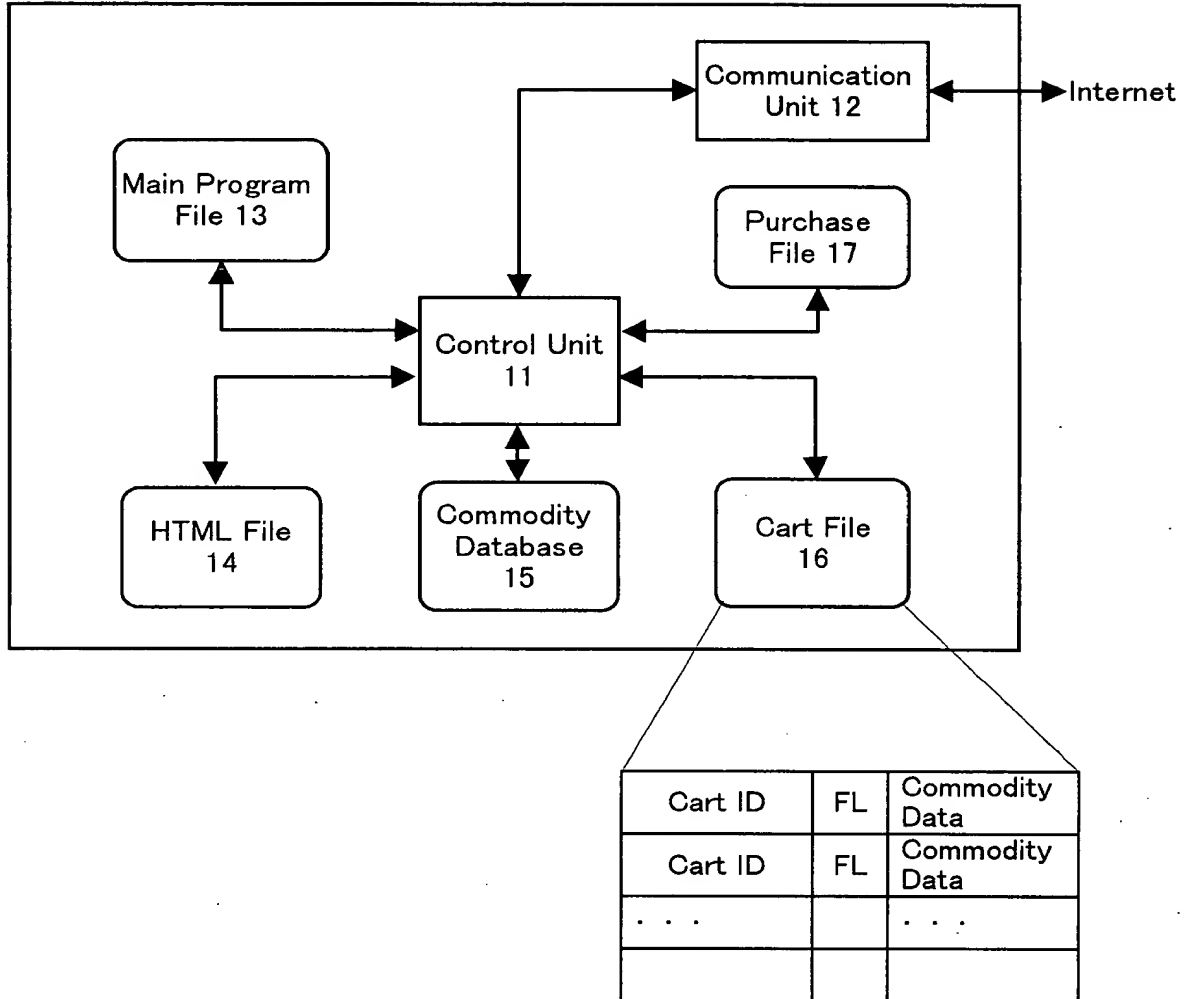 Communication
Unit 12
Internet
Main Program
File 13
Purchase
File 17
Control Unit
11
HTML File
14
Commodity
Database
15
Cart File
16
Cart ID
FL
Commodity
Data
Cart ID
FL
Commodity
Data
. . .
. . .